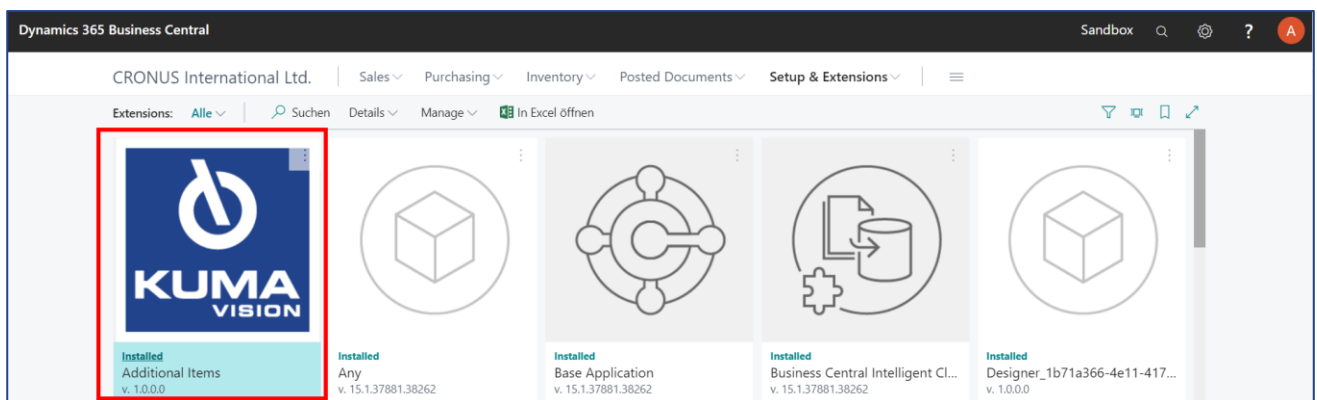 Dynamics 365 Business Central
Sandbox
?
A
CRONUS International Ltd.
Sales
Purchasing
Inventory
Posted Documents
Setup & Extensions
Extensions: Alle
Suchen
Details
Manage
In Excel öffnen
KUMA
VISION
Installed
Additional Items
v. 1.0.0.0
Installed
Any
v. 15.1.37881.38262
Installed
Base Application
v. 15.1.37881.38262
Installed
Business Central Intelligent Cl...
v. 15.1.37881.38262
Installed
Designer_1b71a366-4e11-417...
v. 1.0.0.0